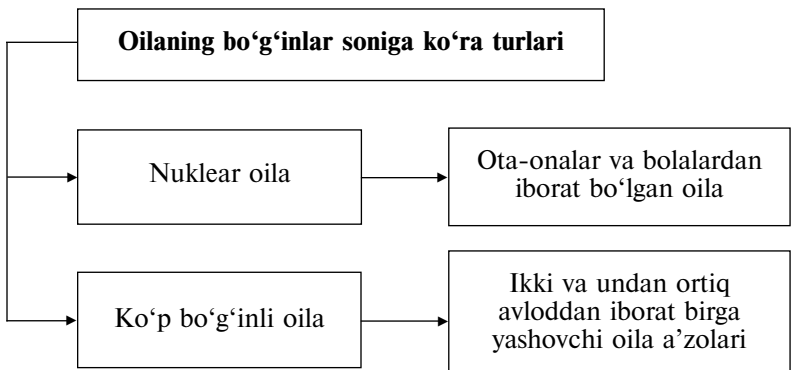 Oilaning bo‘g‘inlar soniga ko‘ra turlari
Nuklear oila
Ota-onalar va bolalardan
iborat bo‘lgan oila
Ko‘p bo‘g‘inli oila
Ikki va undan ortiq
avloddan iborat birga
yashovchi oila a’zolari